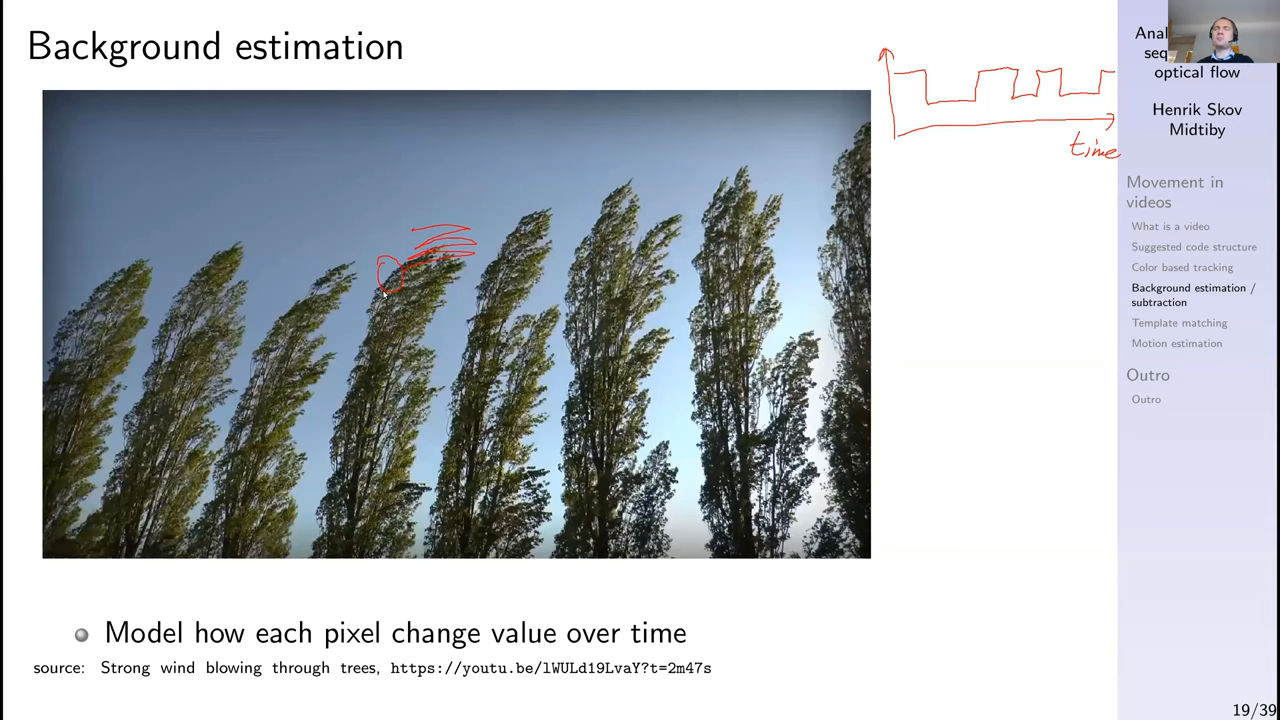 Background estimation
time
Model how each pixel change value over time
source: Strong wind blowing through trees, https://youtu.be/lWULd19LvaY?t=2m47s
Anal
seq
optical flow
Henrik Skov
Midtiby
Movement in
videos
What is a video
Suggested code structure
Color based tracking
Background estimation /
subtraction
Template matching
Motion estimation
Outro
Outro
19/39